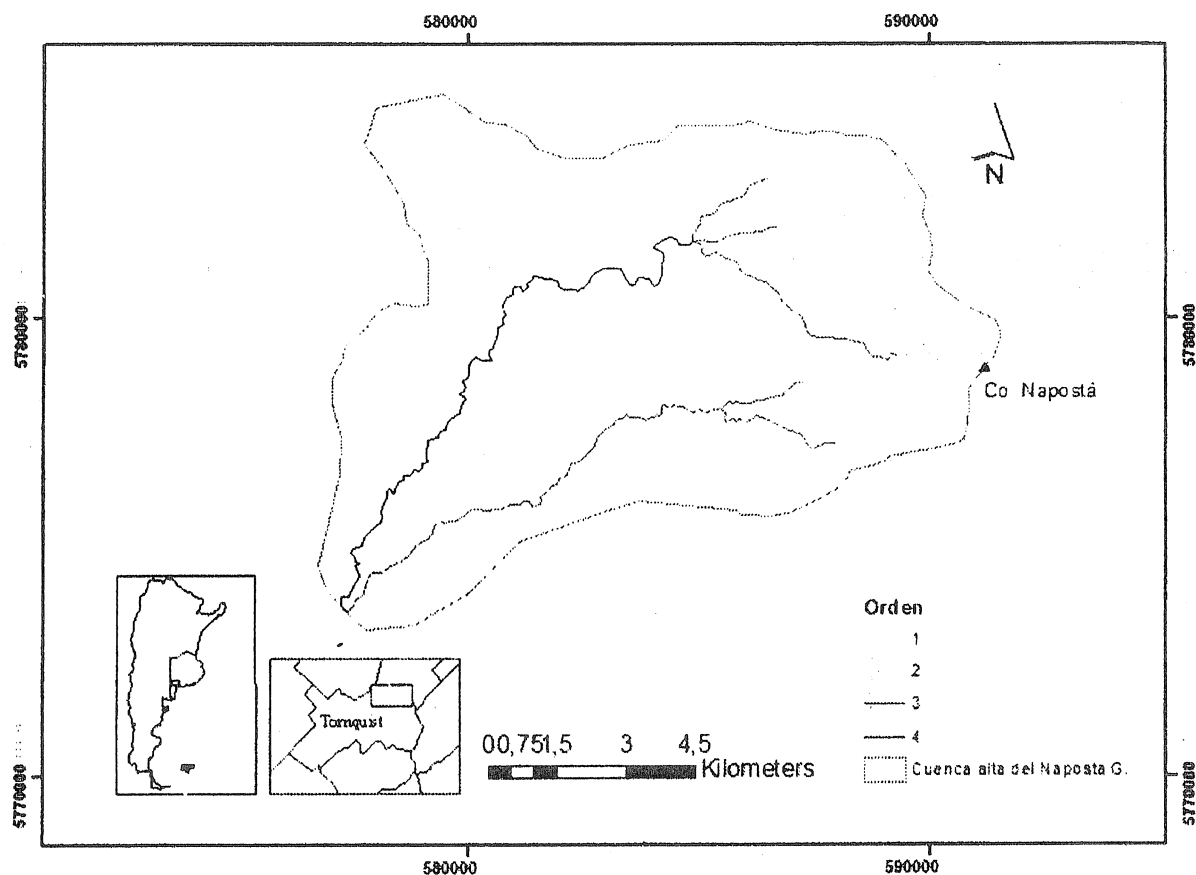 580000 590000
N
5780000 5780000
Co Napostá
Orden
1
2
3
4
Cuenca alta del Naposta G.
Tornquist
00,751,5 3 4,5
Kilometers
5770000 5770000
580000 590000